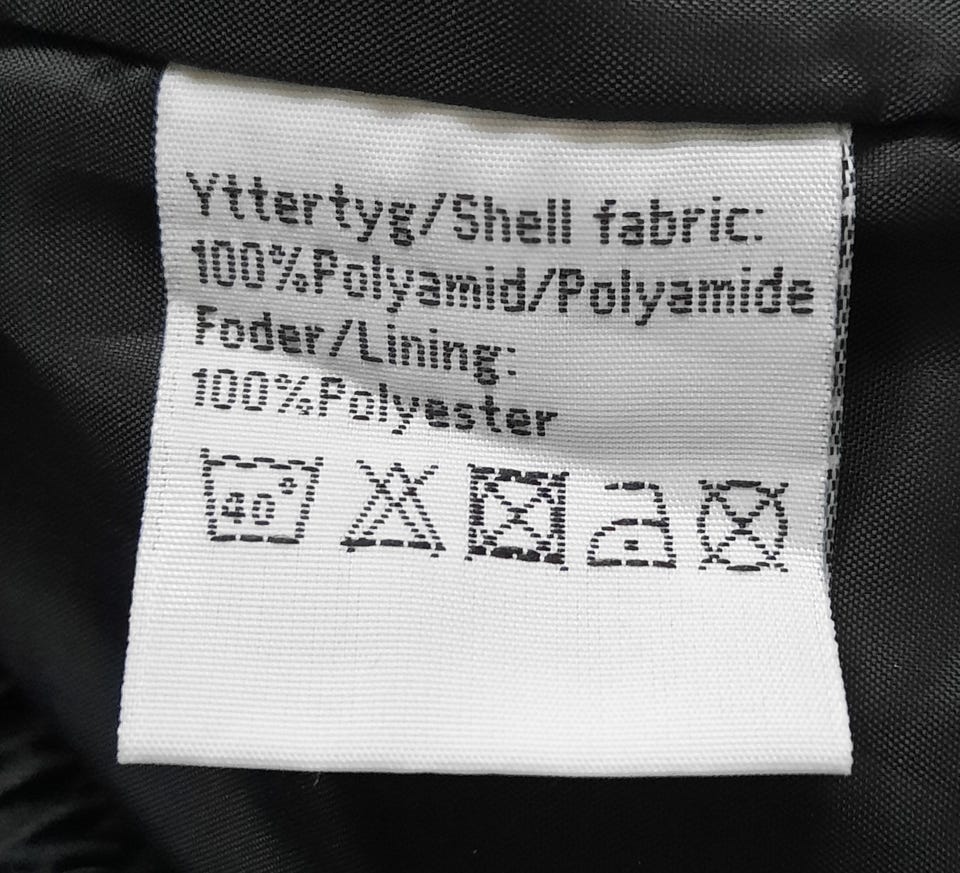 Yttertyg/Shell fabric:
100%Polyamid/Polyamide
Foder/Lining:
100%Polyester
40°